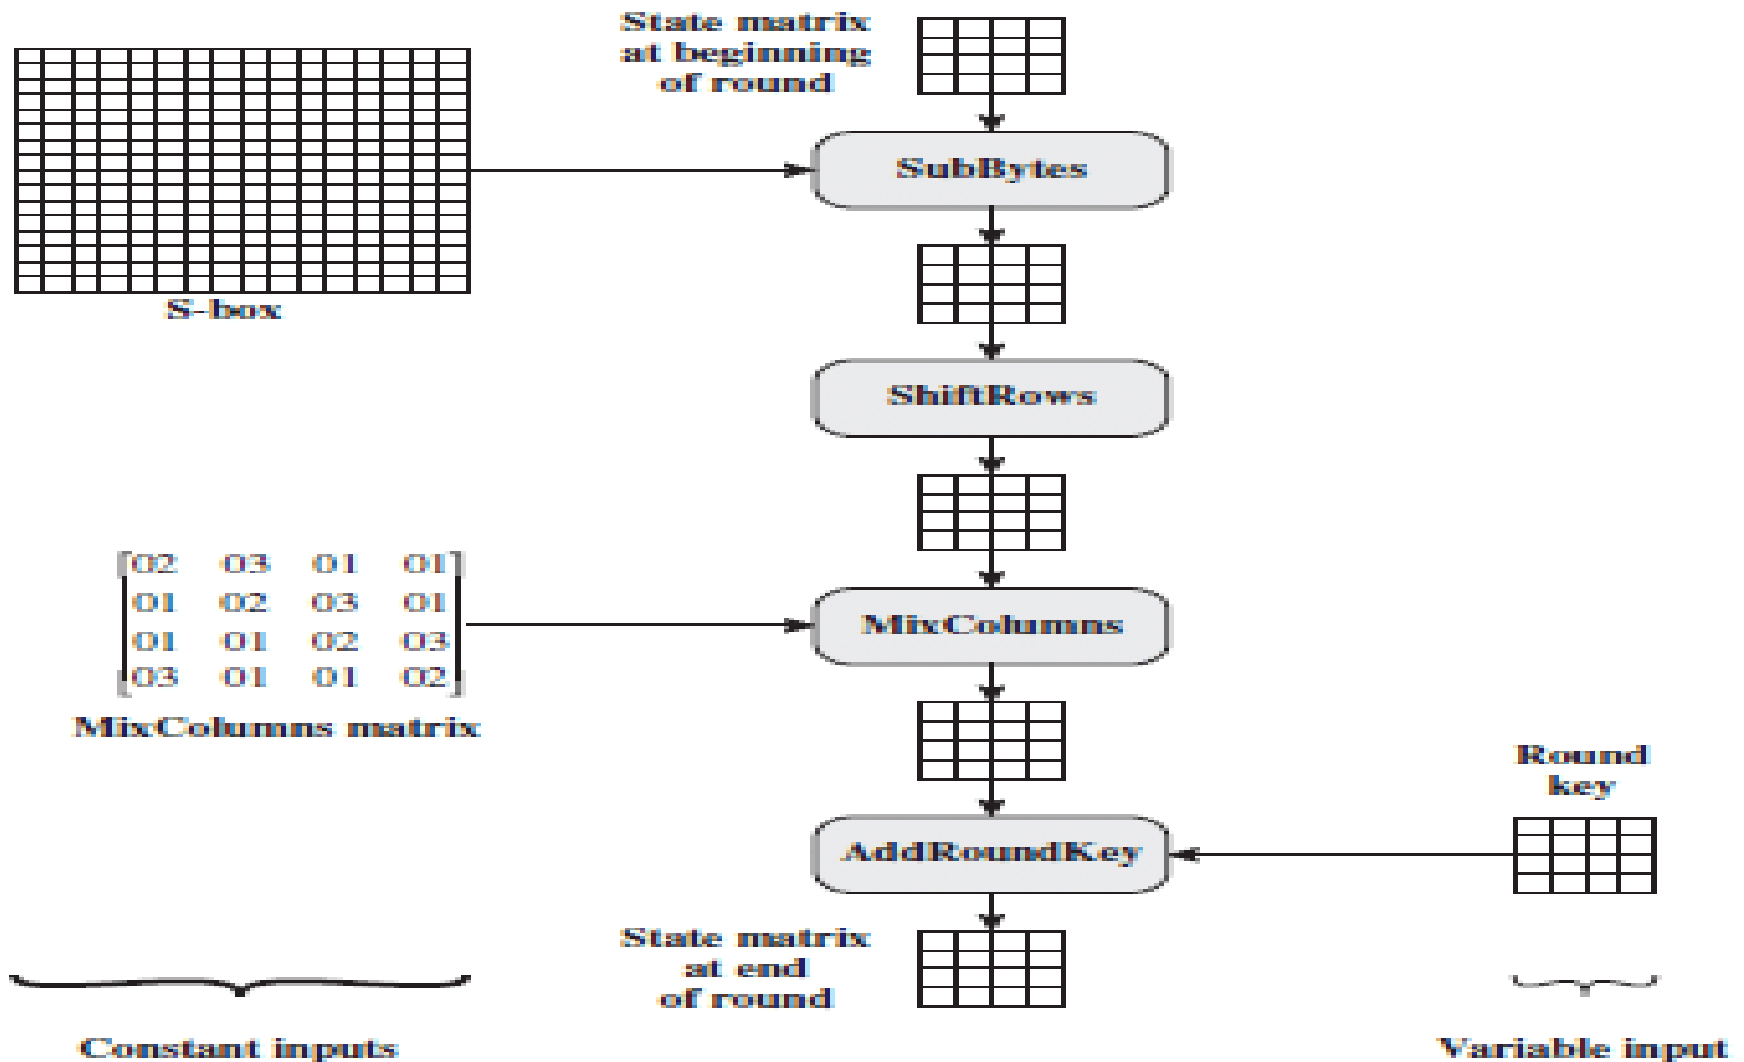 State matrix
at beginning
of round
SubBytes
S-box
ShiftRows
02 03 01 01
01 02 03 01
01 01 02 03
03 01 01 02
MixColumns
MixColumns matrix
Round
key
AddRoundKey
State matrix
at end
of round
Constant inputs
Variable input